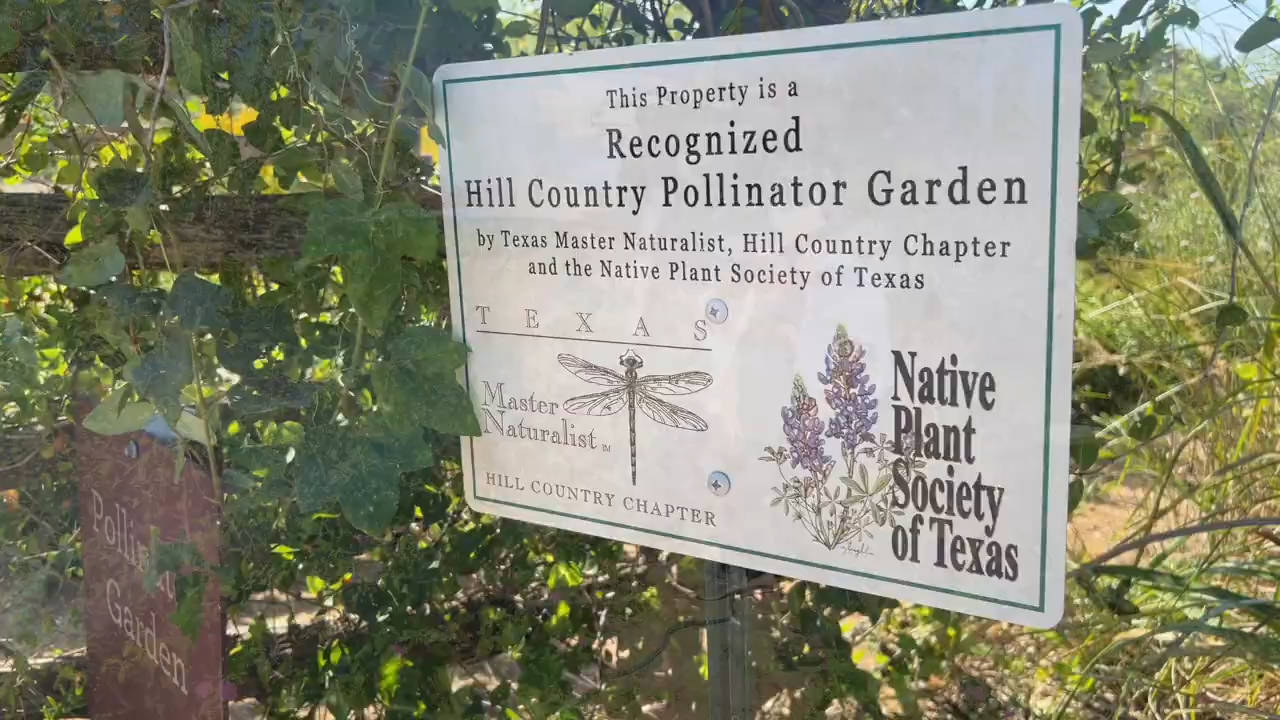 This Property is a
Recognized
Hill Country Pollinator Garden
by Texas Master Naturalist, Hill Country Chapter
and the Native Plant Society of Texas
TEXAS
Master
Naturalist TM
HILL COUNTRY CHAPTER
Native
Plant
Society
of Texas
Garden